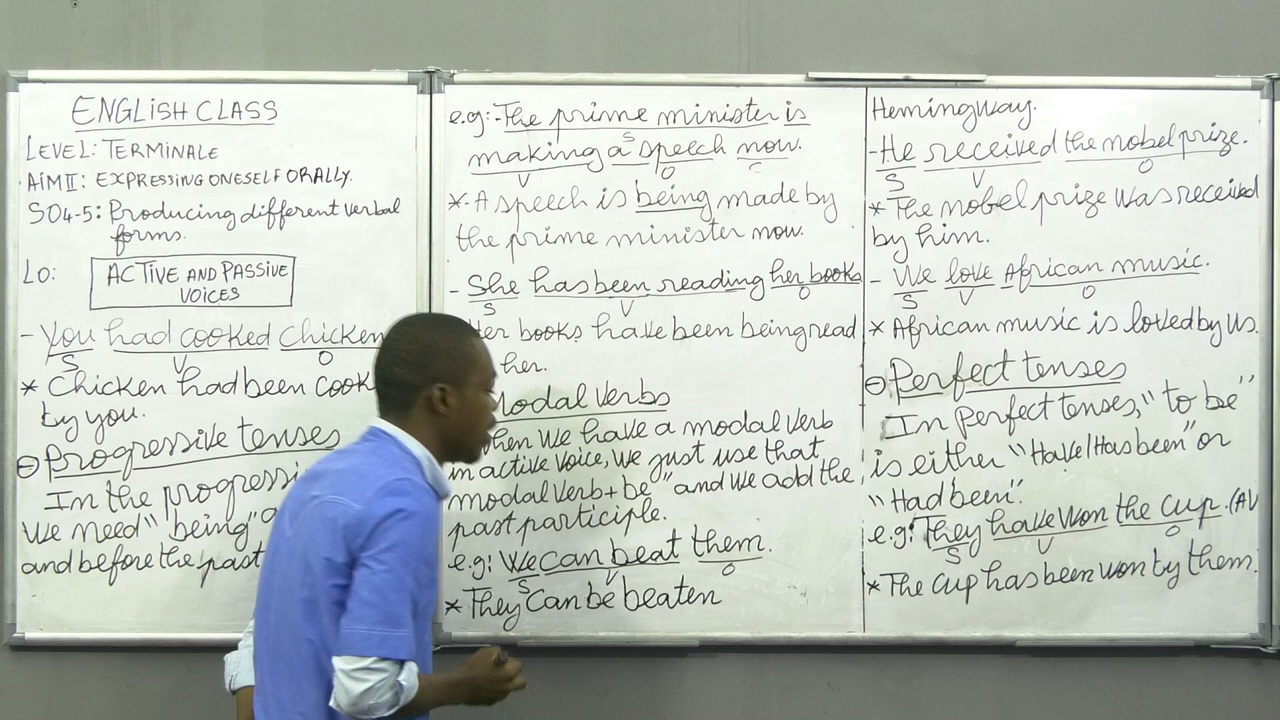 ENGLISH CLASS
LEVEL: TERMINALE
AIM II: EXPRESSING ONESELF ORALLY.
SO4-5: Producing different verbal
forms.
LO: ACTIVE AND PASSIVE
VOICES
- You had cooked Chicken
S V O
* Chicken had been cook
by you.
⊖ Progressive tenses
In the progressi
we need "being" a
and before the past
e.g:- The prime minister is
S
making a speech now.
V O C
*- A speech is being made by
the prime minister now.
- She has been reading her books
S V O
Her books have been being read
her.
Modal verbs
When we have a modal verb
in active voice, we just use that
modal verb + be" and we add the
past participle.
e.g: We can beat them.
S V O
* They can be beaten
Hemingway.
- He received the nobel prize.
S V O
* The nobel prize was received
by him.
- We love African music.
S V O
* African music is loved by us.
⊖ Perfect tenses
In Perfect tenses, "to be"
is either "Have/Has been" or
"Had been".
e.g: They have won the cup. (AV
S V O
* The cup has been won by them.